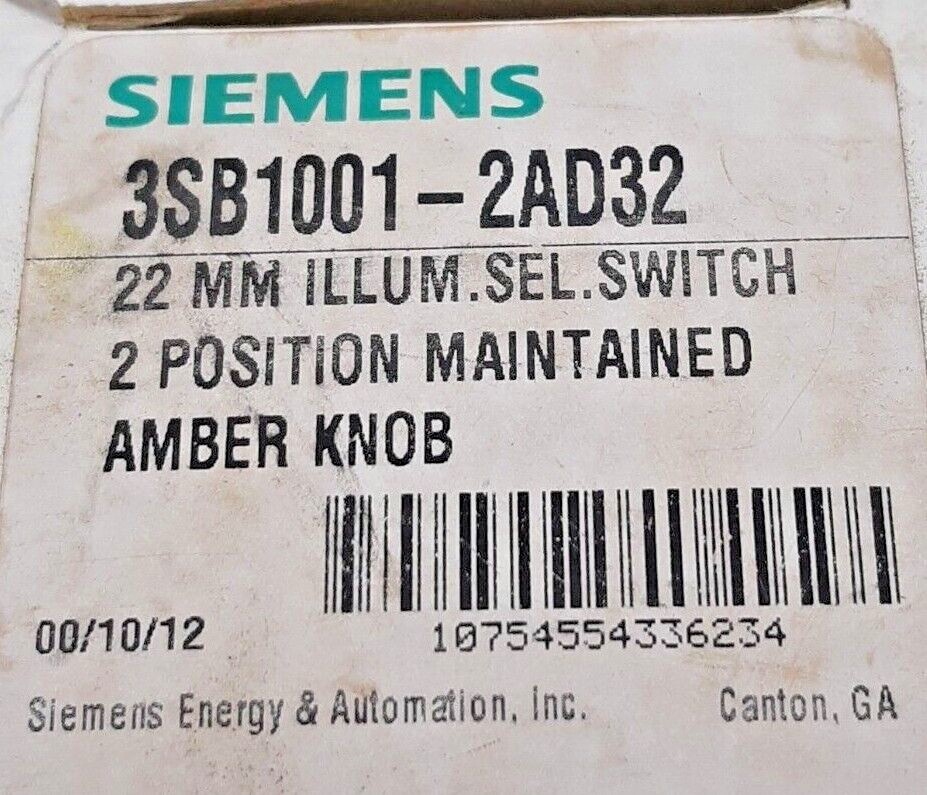 SIEMENS
3SB1001-2AD32
22 MM ILLUM.SEL.SWITCH
2 POSITION MAINTAINED
AMBER KNOB
00/10/12
10754554336234
Siemens Energy & Automation, Inc. Canton, GA